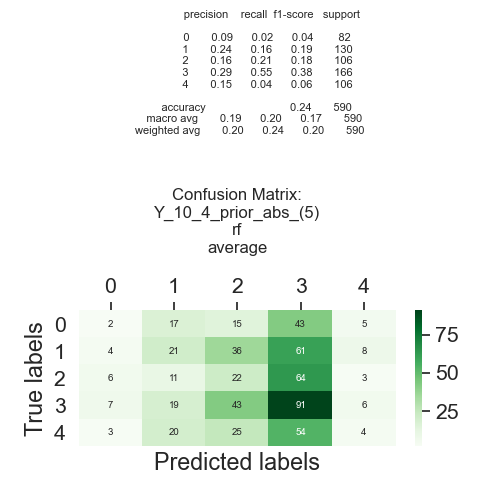 precision recall f1-score support
0 0.09 0.02 0.04 82
1 0.24 0.16 0.19 130
2 0.16 0.21 0.18 106
3 0.29 0.55 0.38 166
4 0.15 0.04 0.06 106
accuracy 0.24 590
macro avg 0.19 0.20 0.17 590
weighted avg 0.20 0.24 0.20 590
Confusion Matrix:
Y_10_4_prior_abs_(5)
rf
average
0 1 2 3 4
True labels
0 2 17 15 43 5
1 4 21 36 61 8
2 6 11 22 64 3
3 7 19 43 91 6
4 3 20 25 54 4
Predicted labels
75
50
25